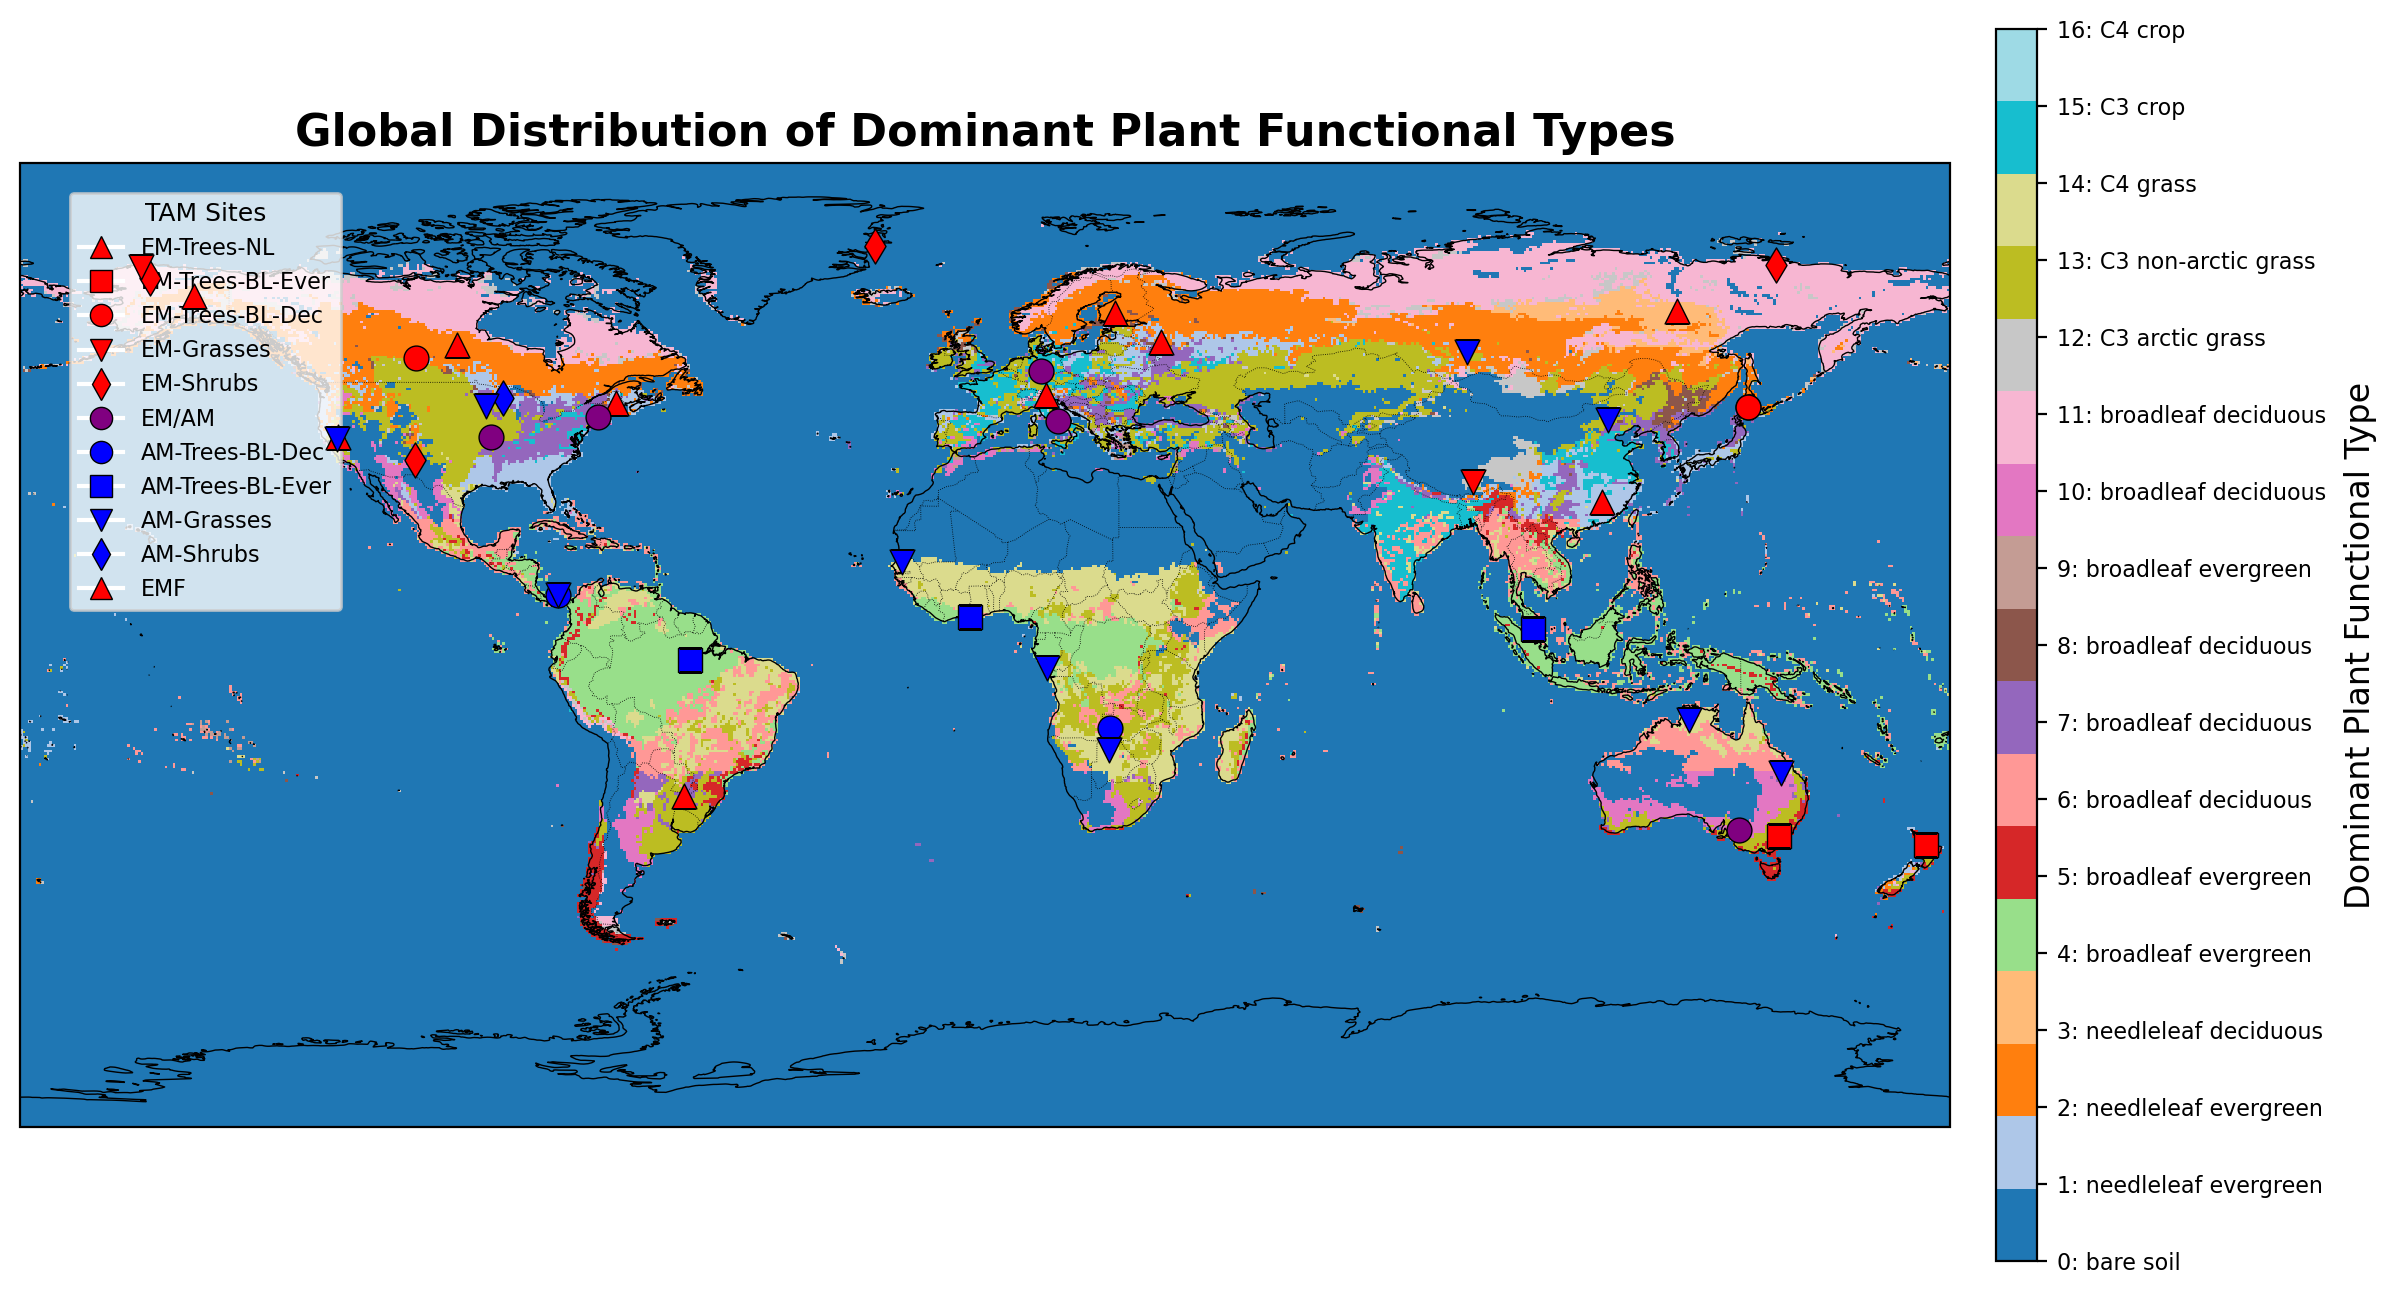 Global Distribution of Dominant Plant Functional Types
TAM Sites
EM-Trees-NL
M-Trees-BL-Ever
EM-Trees-BL-Dec
EM-Grasses
EM-Shrubs
EM/AM
AM-Trees-BL-Dec
AM-Trees-BL-Ever
AM-Grasses
AM-Shrubs
EMF
16: C4 crop
15: C3 crop
14: C4 grass
13: C3 non-arctic grass
12: C3 arctic grass
11: broadleaf deciduous
10: broadleaf deciduous
9: broadleaf evergreen
8: broadleaf deciduous
7: broadleaf deciduous
6: broadleaf deciduous
5: broadleaf evergreen
4: broadleaf evergreen
3: needleleaf deciduous
2: needleleaf evergreen
1: needleleaf evergreen
0: bare soil
Dominant Plant Functional Type